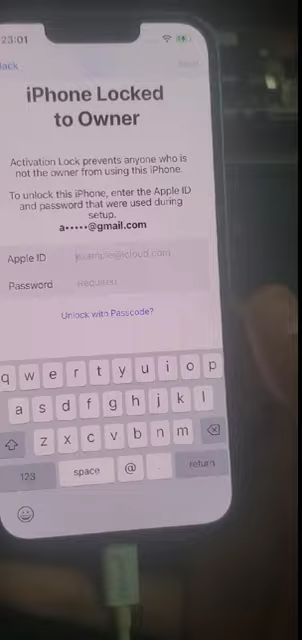 23:01
Back
Next
iPhone Locked
to Owner
Activation Lock prevents anyone who is
not the owner from using this iPhone.
To unlock this iPhone, enter the Apple ID
and password that were used during
setup.
a•••••@gmail.com
Apple ID example@icloud.com
Password Required
Unlock with Passcode?
q w e r t y u i o p
a s d f g h j k l
z x c v b n m
123 space @ . return